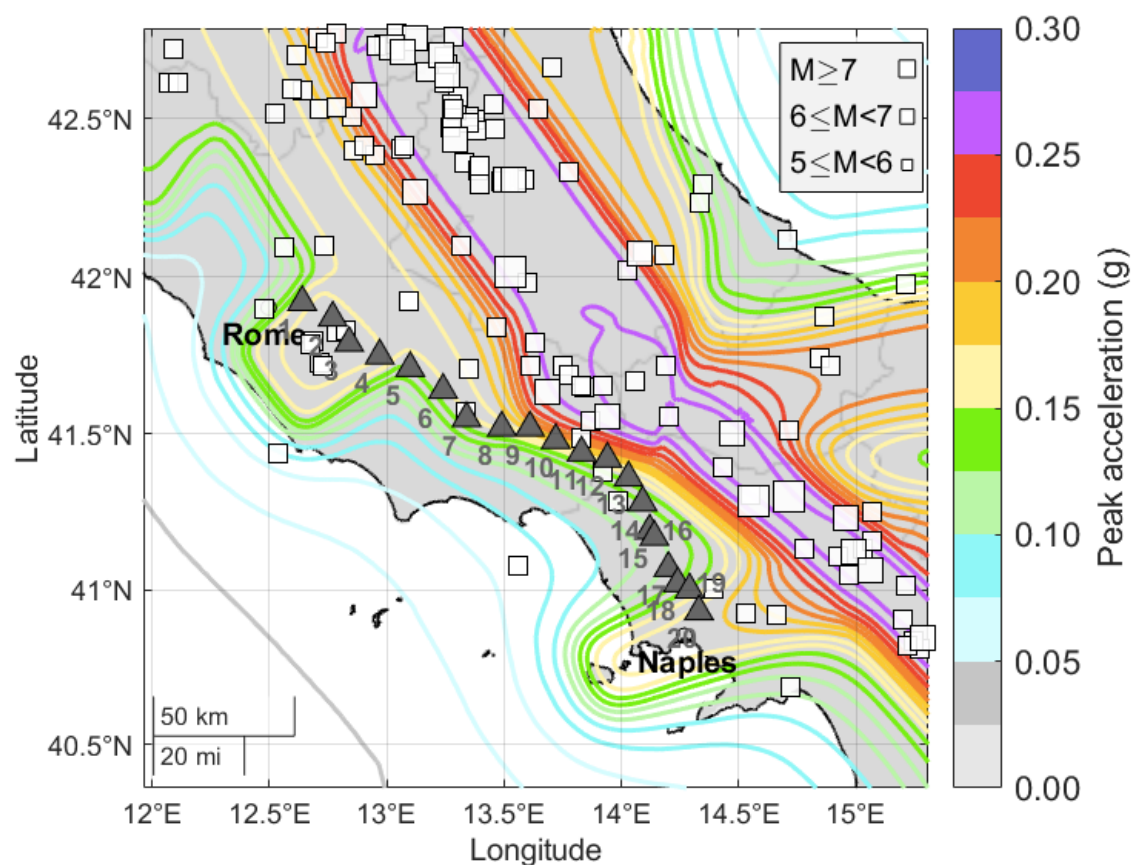 M≥7
6≤M<7
5≤M<6
0.30
0.25
0.20
0.15
0.10
0.05
0.00
Peak acceleration (g)
42.5°N
42°N
41.5°N
41°N
40.5°N
Latitude
Rome
1
2
3
4
5
6
7
8
9
10
11
12
13
14
16
15
17
19
18
20
Naples
50 km
20 mi
12°E
12.5°E
13°E
13.5°E
14°E
14.5°E
15°E
Longitude